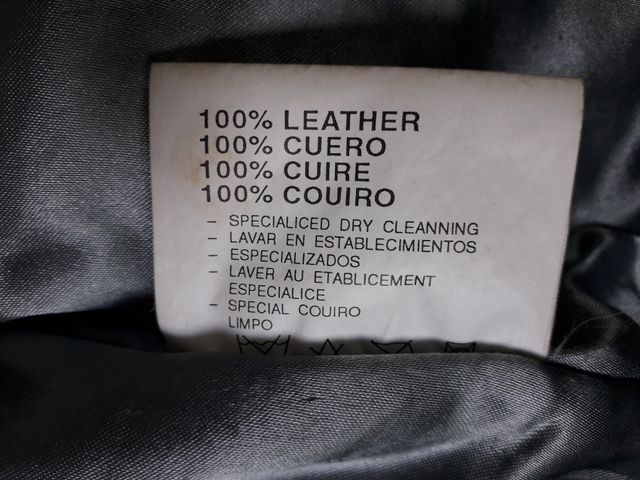 100% LEATHER
100% CUERO
100% CUIRE
100% COUIRO
- SPECIALICED DRY CLEANNING
- LAVAR EN ESTABLECIMIENTOS
- ESPECIALIZADOS
- LAVER AU ETABLICEMENT
ESPECIALICE
- SPECIAL COUIRO
LIMPO